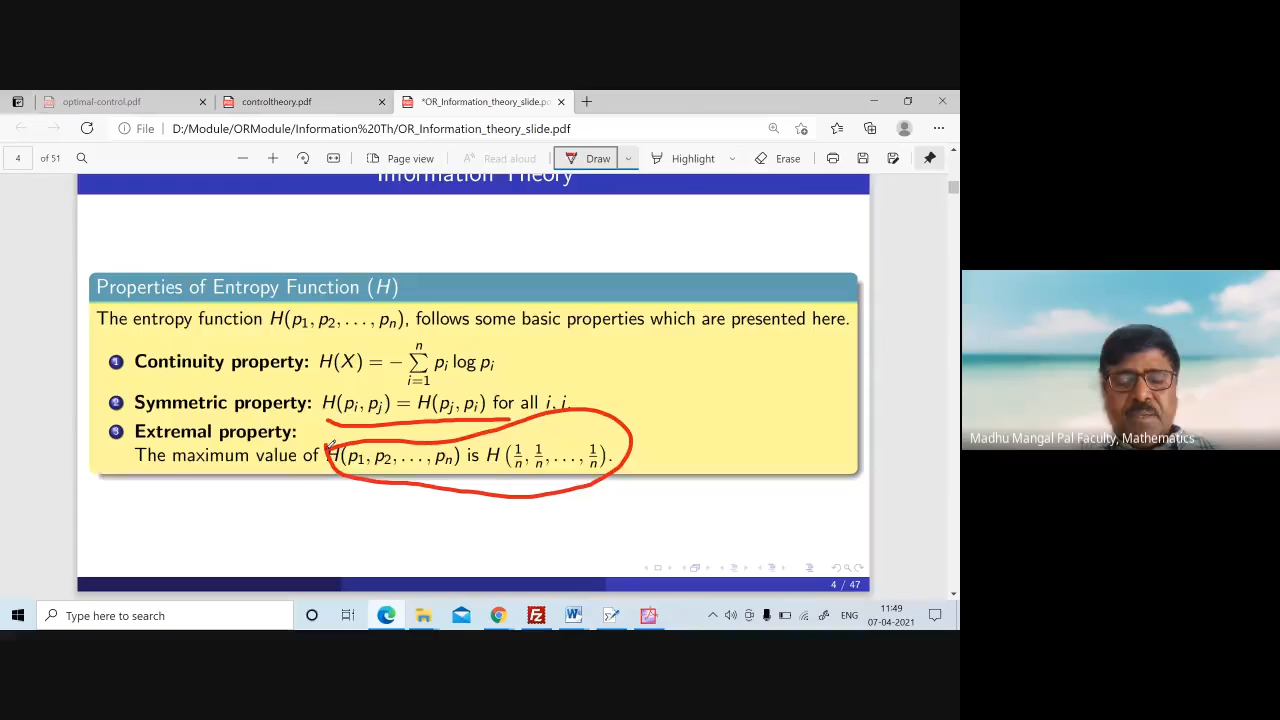 optimal-control.pdf
controltheory.pdf
*OR_Information_theory_slide.pd
File
D:/Module/ORModule/Information%20Th/OR_Information_theory_slide.pdf
4 of 51
Page view
Read aloud
Draw
Highlight
Erase
Information Theory
Properties of Entropy Function (H)
The entropy function H(p₁, p₂, . . . , pₙ), follows some basic properties which are presented here.
1 Continuity property: H(X) = − ∑ⁿᵢ₌₁ pᵢ log pᵢ
2 Symmetric property: H(pᵢ, pⱼ) = H(pⱼ, pᵢ) for all i, j.
3 Extremal property:
The maximum value of H(p₁, p₂, . . . , pₙ) is H (1/n, 1/n, . . . , 1/n).
4 / 47
Madhu Mangal Pal Faculty, Mathematics
Type here to search
ENG
11:49
07-04-2021